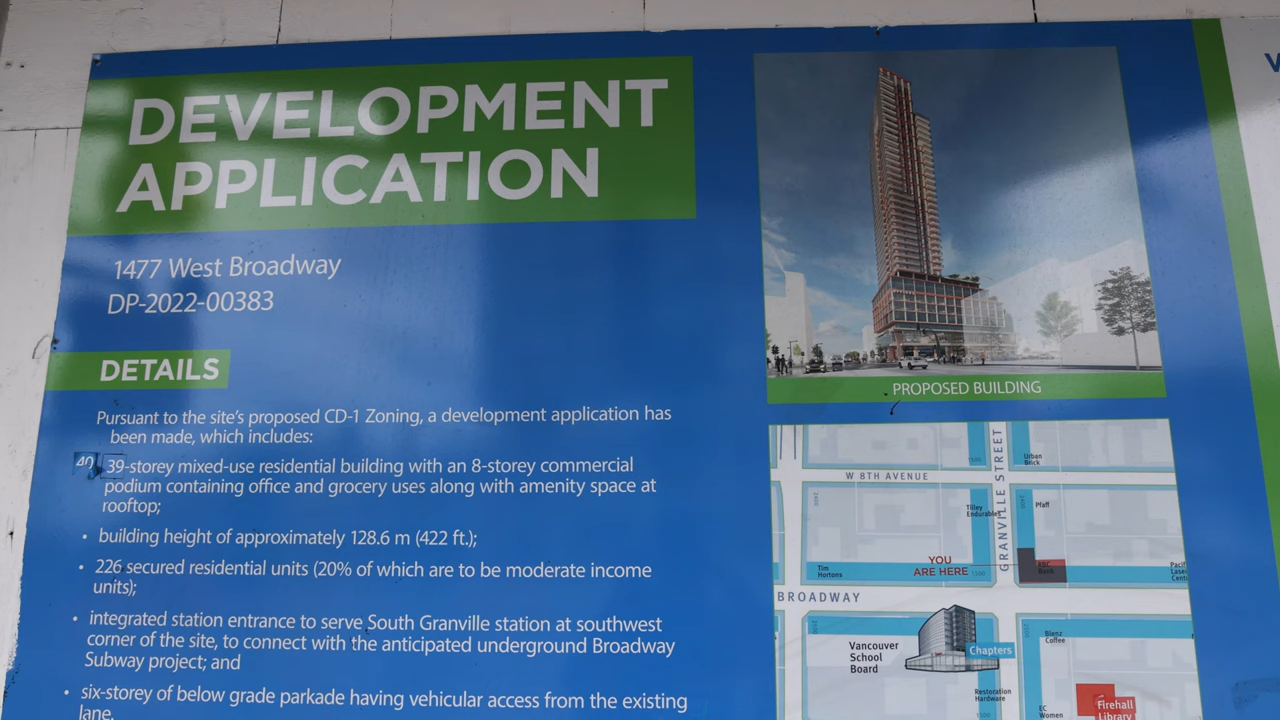 DEVELOPMENT
APPLICATION
1477 West Broadway
DP-2022-00383
DETAILS
Pursuant to the site's proposed CD-1 Zoning, a development application has
been made, which includes:
40
39-storey mixed-use residential building with an 8-storey commercial
podium containing office and grocery uses along with amenity space at
rooftop;
• building height of approximately 128.6 m (422 ft.);
• 226 secured residential units (20% of which are to be moderate income
units);
• integrated station entrance to serve South Granville station at southwest
corner of the site, to connect with the anticipated underground Broadway
Subway project; and
• six-storey of below grade parkade having vehicular access from the existing
lane.
PROPOSED BUILDING
W 8TH AVENUE
GRANVILLE STREET
Urban
Brick
Tilley
Endurables
Pfaff
YOU
ARE HERE
1500
Tim
Hortons
RBC
Bank
BROADWAY
Vancouver
School
Board
Chapters
Blenz
Coffee
Restoration
Hardware
1500
EC
Women
Firehall
Library